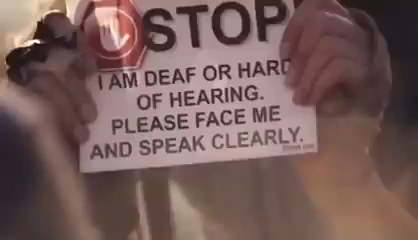 STOP
I AM DEAF OR HARD
OF HEARING.
PLEASE FACE ME
AND SPEAK CLEARLY.